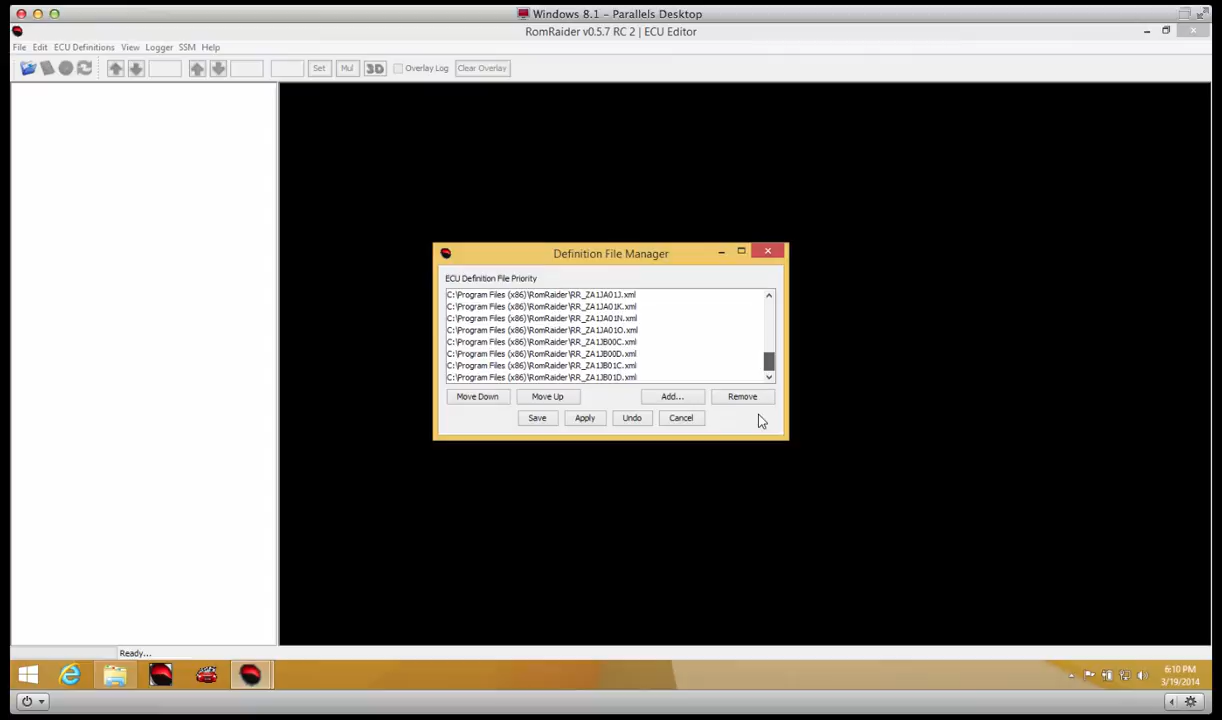 Windows 8.1 - Parallels Desktop
RomRaider v0.5.7 RC 2 | ECU Editor
File Edit ECU Definitions View Logger SSM Help
Set Mul 3D Overlay Log Clear Overlay
Definition File Manager
ECU Definition File Priority
C:\Program Files (x86)\RomRaider\RR_ZA1JA01J.xml
C:\Program Files (x86)\RomRaider\RR_ZA1JA01K.xml
C:\Program Files (x86)\RomRaider\RR_ZA1JA01N.xml
C:\Program Files (x86)\RomRaider\RR_ZA1JA01O.xml
C:\Program Files (x86)\RomRaider\RR_ZA1JB00C.xml
C:\Program Files (x86)\RomRaider\RR_ZA1JB00D.xml
C:\Program Files (x86)\RomRaider\RR_ZA1JB01C.xml
C:\Program Files (x86)\RomRaider\RR_ZA1JB01D.xml
Move Down Move Up Add... Remove
Save Apply Undo Cancel
Ready...
6:10 PM
3/19/2014